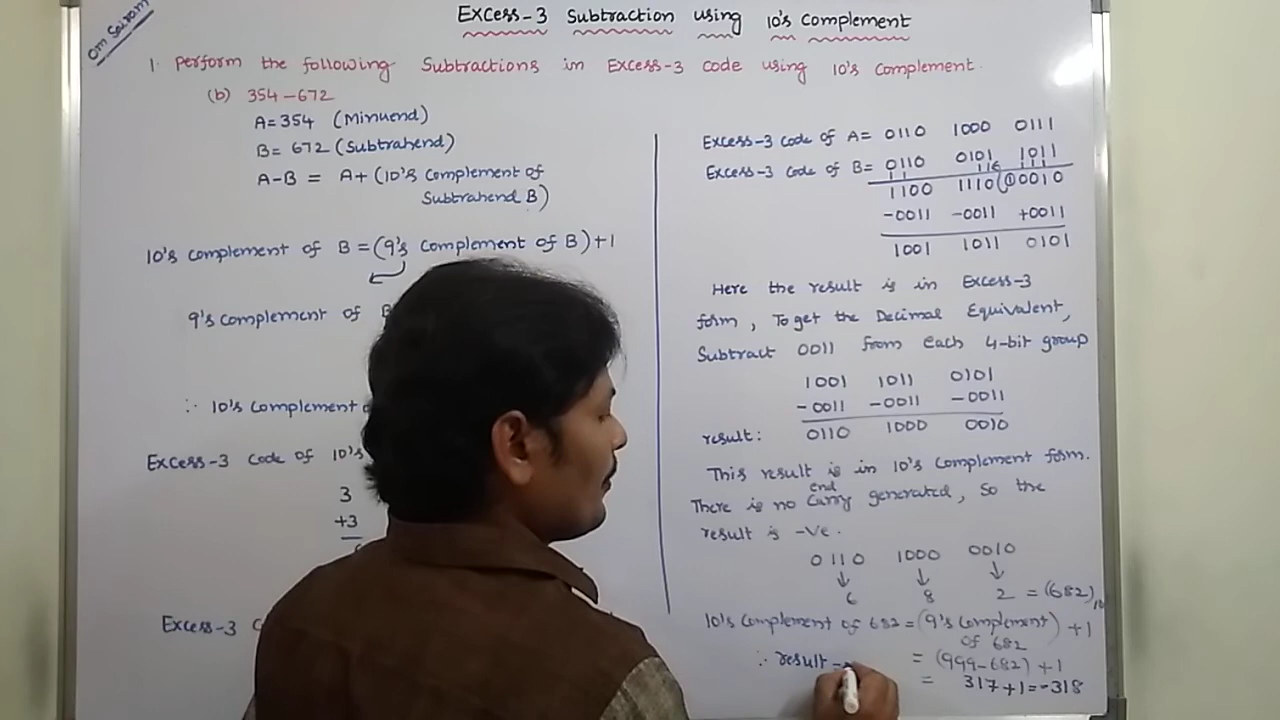 Om Sairam
Excess-3 Subtraction using 10's Complement
1. Perform the following Subtractions in Excess-3 code using 10's complement.
(b) 354-672
A=354 (Minuend)
B= 672 (Subtrahend)
A-B = A+ (10's Complement of
Subtrahend B)
10's complement of B = (9's complement of B)+1
9's complement of
∴ 10's complement
Excess-3 code of 10's
3
+3
Excess-3
Excess-3 code of A= 0110 1000 0111
Excess-3 code of B= 0110 0101 1011
1100 1110 ① 0010
-0011 -0011 +0011
1001 1011 0101
Here the result is in Excess-3
form, To get the Decimal Equivalent,
Subtract 0011 from each 4-bit group
1001 1011 0101
-0011 -0011 -0011
result: 0110 1000 0010
This result is in 10's complement form.
There is no end carry generated, so the
result is -Ve.
0110 1000 0010
↓ ↓ ↓
6 8 2 = (682)10
10's complement of 682 = (9's complement of 682) +1
∴ result = (999-682) +1
= 317+1=-318